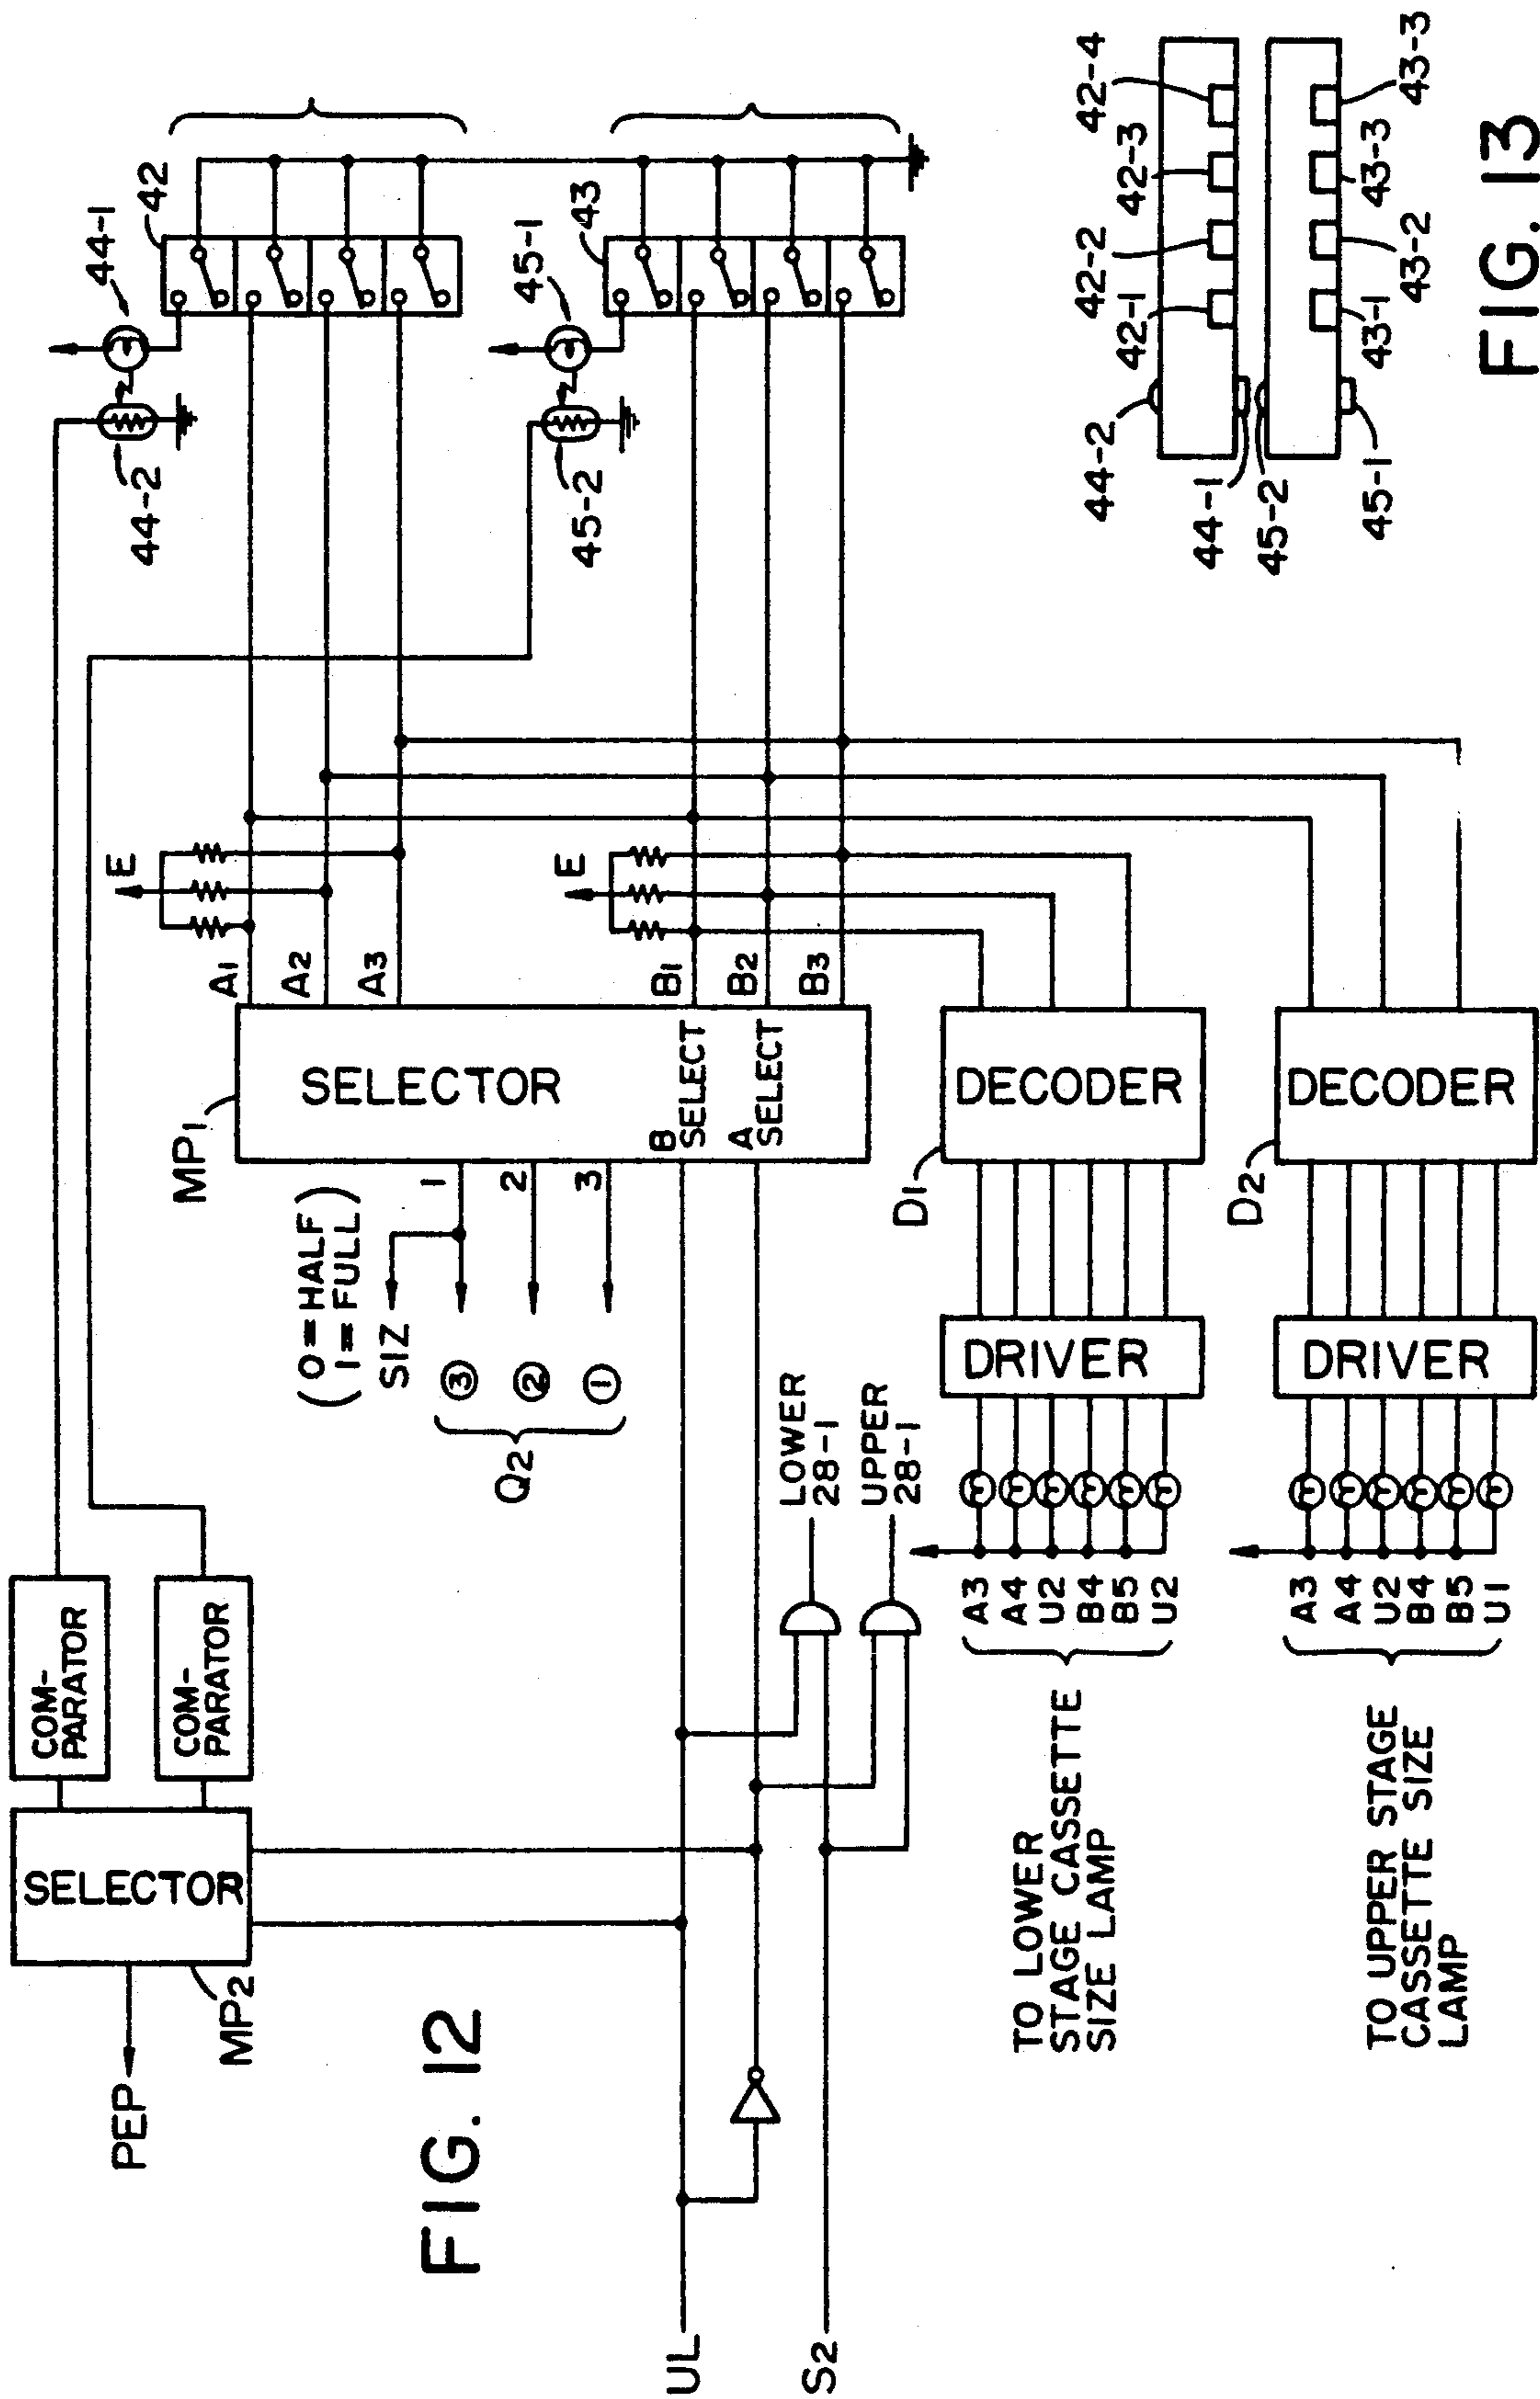 FIG. 12
PEP
MP2
SELECTOR
COM-
PARATOR
COM-
PARATOR
UL
S2
44-2
44-1
42
45-2
45-1
43
E
E
A1
A2
A3
B1
B2
B3
MP1
SELECTOR
B
SELECT
A
SELECT
1
2
3
(0=HALF
1=FULL)
SIZ
③
②
①
Q2
LOWER
28-1
UPPER
28-1
D1
DECODER
DRIVER
A3
A4
U2
B4
B5
U2
TO LOWER
STAGE CASSETTE
SIZE LAMP
D2
DECODER
DRIVER
A3
A4
U2
B4
B5
U1
TO UPPER STAGE
CASSETTE SIZE
LAMP
FIG. 13
44-2
42-1
42-2
42-3
42-4
44-1
45-2
45-1
43-1
43-2
43-3
43-3